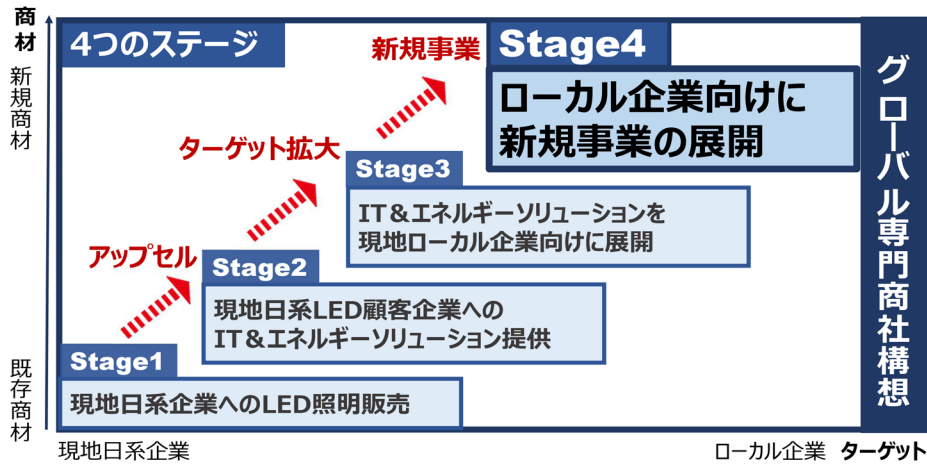 商材
新規商材
既存商材
4つのステージ
新規事業
Stage4
ローカル企業向けに
新規事業の展開
ターゲット拡大
Stage3
IT＆エネルギーソリューションを
現地ローカル企業向けに展開
アップセル
Stage2
現地日系LED顧客企業への
IT＆エネルギーソリューション提供
Stage1
現地日系企業へのLED照明販売
グローバル専門商社構想
現地日系企業
ローカル企業 ターゲット